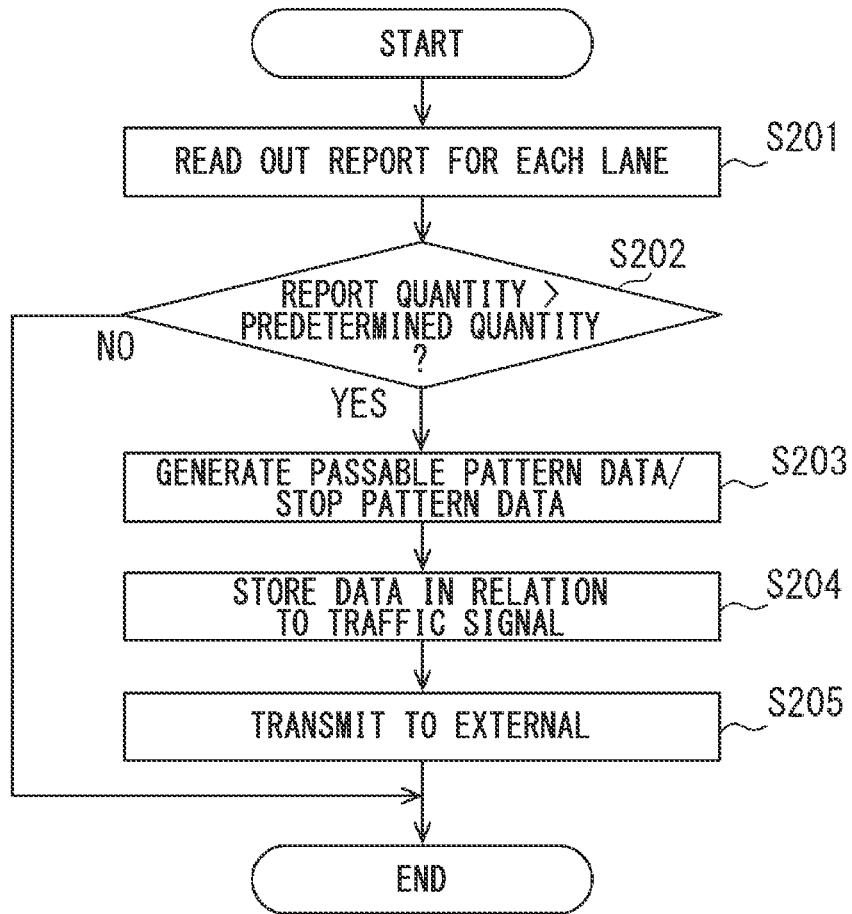 START
READ OUT REPORT FOR EACH LANE
S201
S202
REPORT QUANTITY >
PREDETERMINED QUANTITY
?
NO
YES
GENERATE PASSABLE PATTERN DATA/
STOP PATTERN DATA
S203
STORE DATA IN RELATION
TO TRAFFIC SIGNAL
S204
TRANSMIT TO EXTERNAL
S205
END